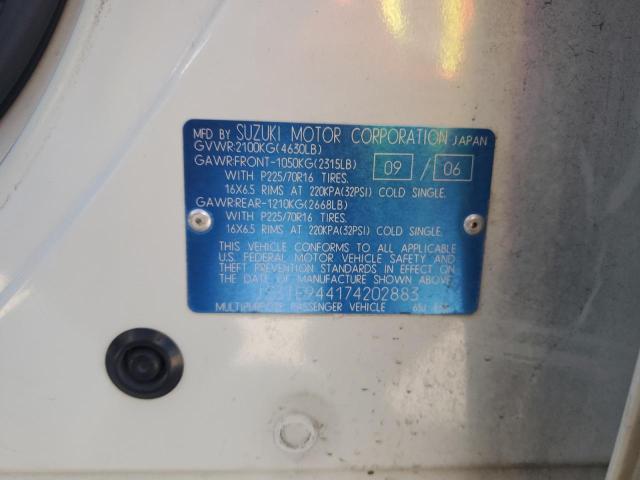 MFD BY SUZUKI MOTOR CORPORATION JAPAN
GVWR:2100KG(4630LB)
GAWR:FRONT-1050KG(2315LB) 09 / 06
WITH P225/70R16 TIRES.
16X6.5 RIMS AT 220KPA(32PSI) COLD SINGLE.
GAWR:REAR-1210KG(2668LB)
WITH P225/70R16 TIRES.
16X6.5 RIMS AT 220KPA(32PSI) COLD SINGLE.
THIS VEHICLE CONFORMS TO ALL APPLICABLE
U.S. FEDERAL MOTOR VEHICLE SAFETY AND
THEFT PREVENTION STANDARDS IN EFFECT ON
THE DATE OF MANUFACTURE SHOWN ABOVE.
944174202883
MULTIPURPOSE PASSENGER VEHICLE